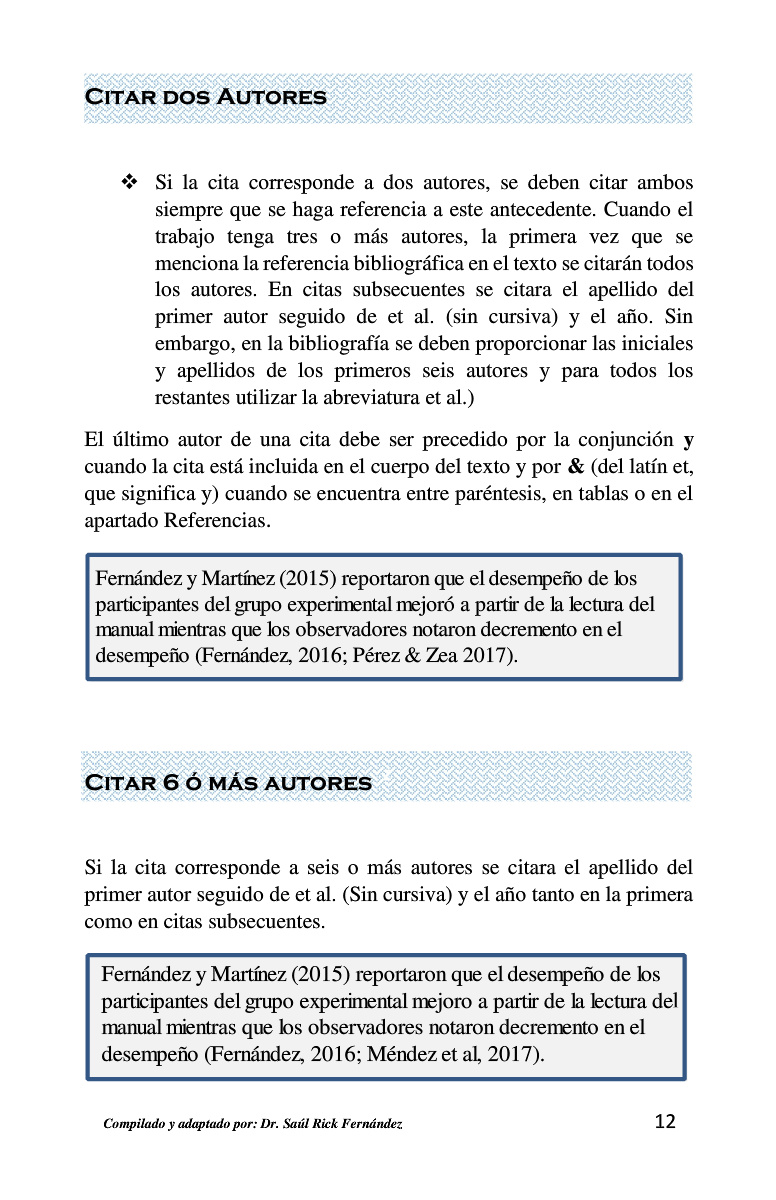 CITAR DOS AUTORES
❖ Si la cita corresponde a dos autores, se deben citar ambos
siempre que se haga referencia a este antecedente. Cuando el
trabajo tenga tres o más autores, la primera vez que se
menciona la referencia bibliográfica en el texto se citarán todos
los autores. En citas subsecuentes se citara el apellido del
primer autor seguido de et al. (sin cursiva) y el año. Sin
embargo, en la bibliografía se deben proporcionar las iniciales
y apellidos de los primeros seis autores y para todos los
restantes utilizar la abreviatura et al.)
El último autor de una cita debe ser precedido por la conjunción y
cuando la cita está incluida en el cuerpo del texto y por & (del latín et,
que significa y) cuando se encuentra entre paréntesis, en tablas o en el
apartado Referencias.
Fernández y Martínez (2015) reportaron que el desempeño de los
participantes del grupo experimental mejoró a partir de la lectura del
manual mientras que los observadores notaron decremento en el
desempeño (Fernández, 2016; Pérez & Zea 2017).
CITAR 6 Ó MÁS AUTORES
Si la cita corresponde a seis o más autores se citara el apellido del
primer autor seguido de et al. (Sin cursiva) y el año tanto en la primera
como en citas subsecuentes.
Fernández y Martínez (2015) reportaron que el desempeño de los
participantes del grupo experimental mejoro a partir de la lectura del
manual mientras que los observadores notaron decremento en el
desempeño (Fernández, 2016; Méndez et al, 2017).
Compilado y adaptado por: Dr. Saúl Rick Fernández 12